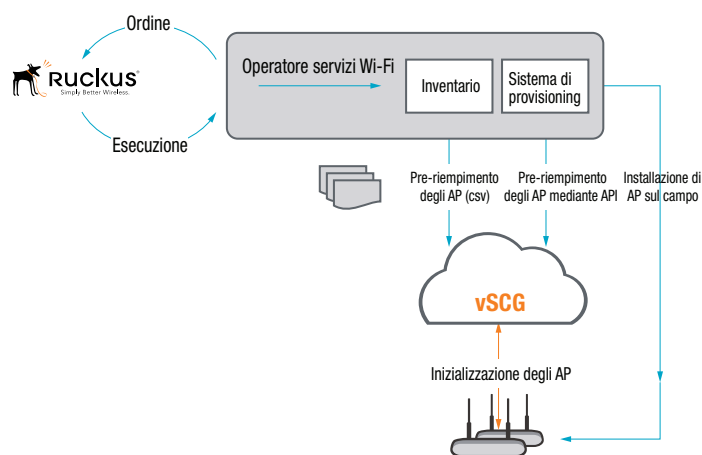 Ordine
Ruckus®
Simply Better Wireless.
Esecuzione
Operatore servizi Wi-Fi
Inventario
Sistema di
provisioning
Pre-riempimento
degli AP (csv)
Pre-riempimento
degli AP mediante API
Installazione di
AP sul campo
vSCG
Inizializzazione degli AP